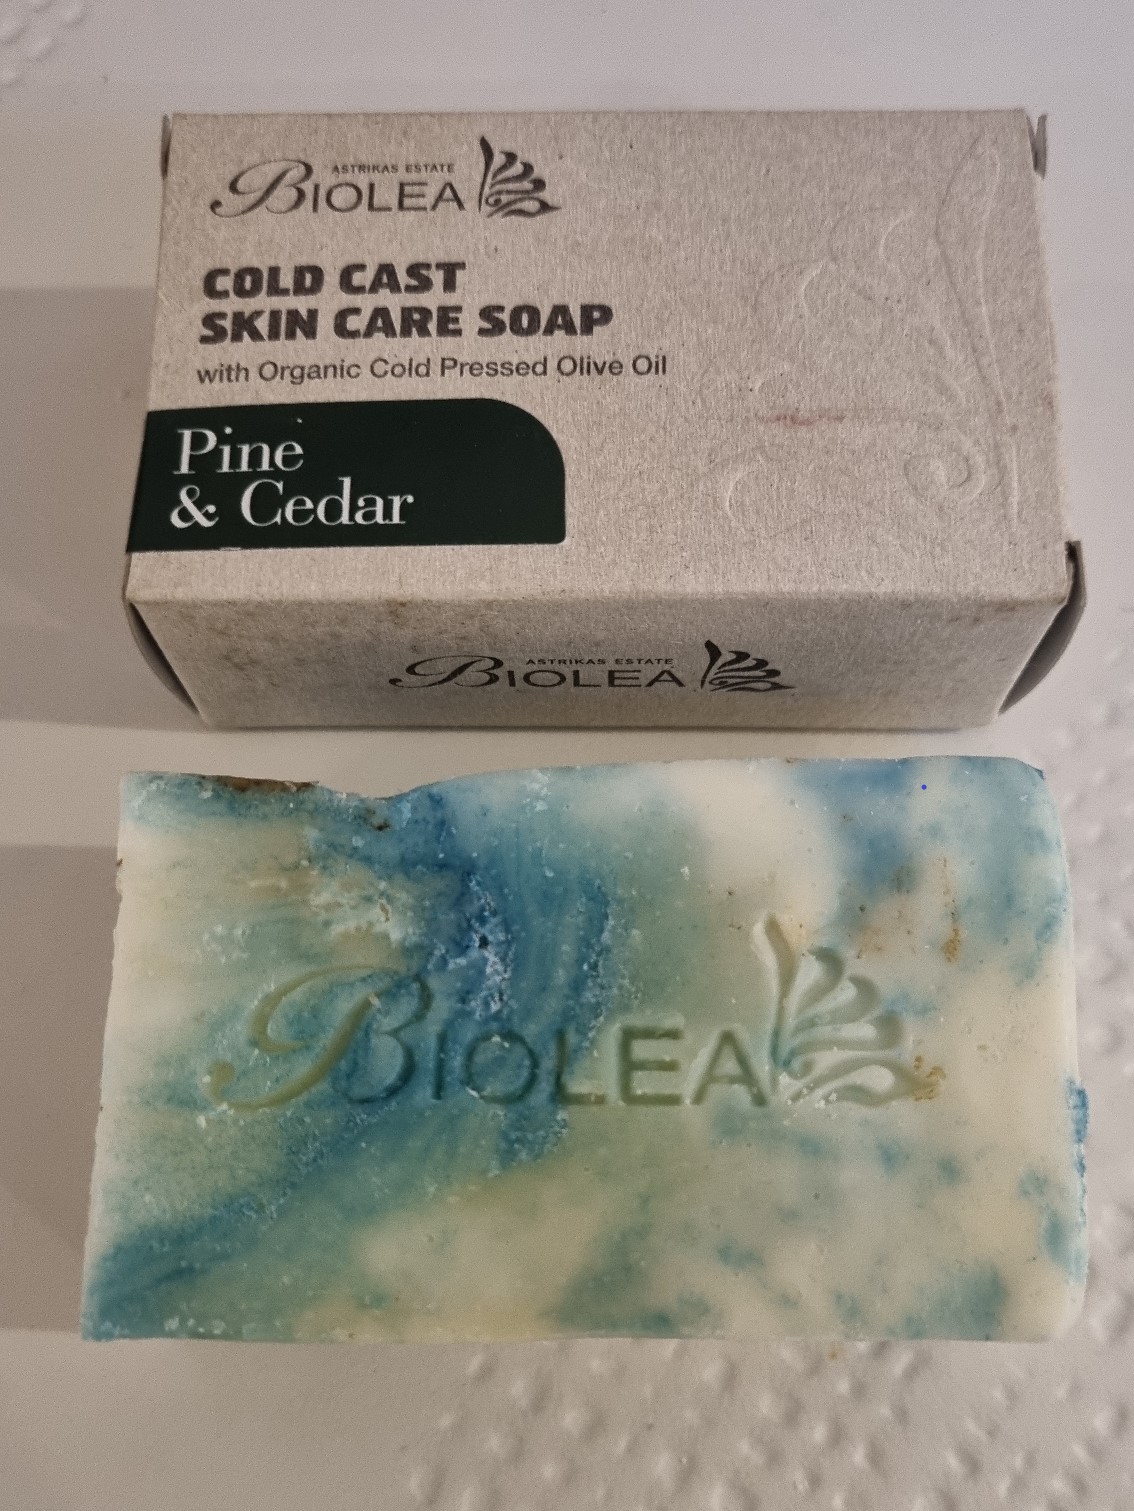 ASTRIKAS ESTATE
BIOLEA
COLD CAST
SKIN CARE SOAP
with Organic Cold Pressed Olive Oil
Pine
& Cedar
ASTRIKAS ESTATE
BIOLEA
BIOLEA